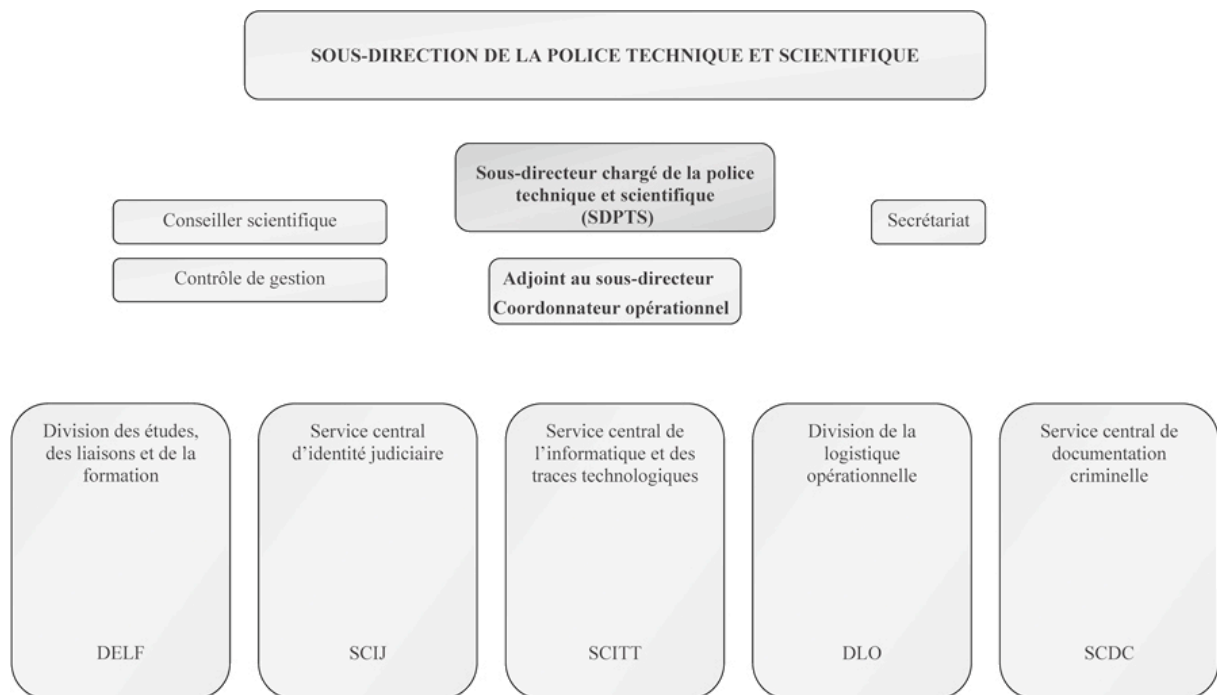 SOUS-DIRECTION DE LA POLICE TECHNIQUE ET SCIENTIFIQUE
Sous-directeur chargé de la police
technique et scientifique
(SDPTS)
Conseiller scientifique
Secrétariat
Contrôle de gestion
Adjoint au sous-directeur
Coordonnateur opérationnel
Division des études,
des liaisons et de la
formation
DELF
Service central
d’identité judiciaire
SCIJ
Service central de
l’informatique et des
traces technologiques
SCITT
Division de la
logistique
opérationnelle
DLO
Service central de
documentation
criminelle
SCDC